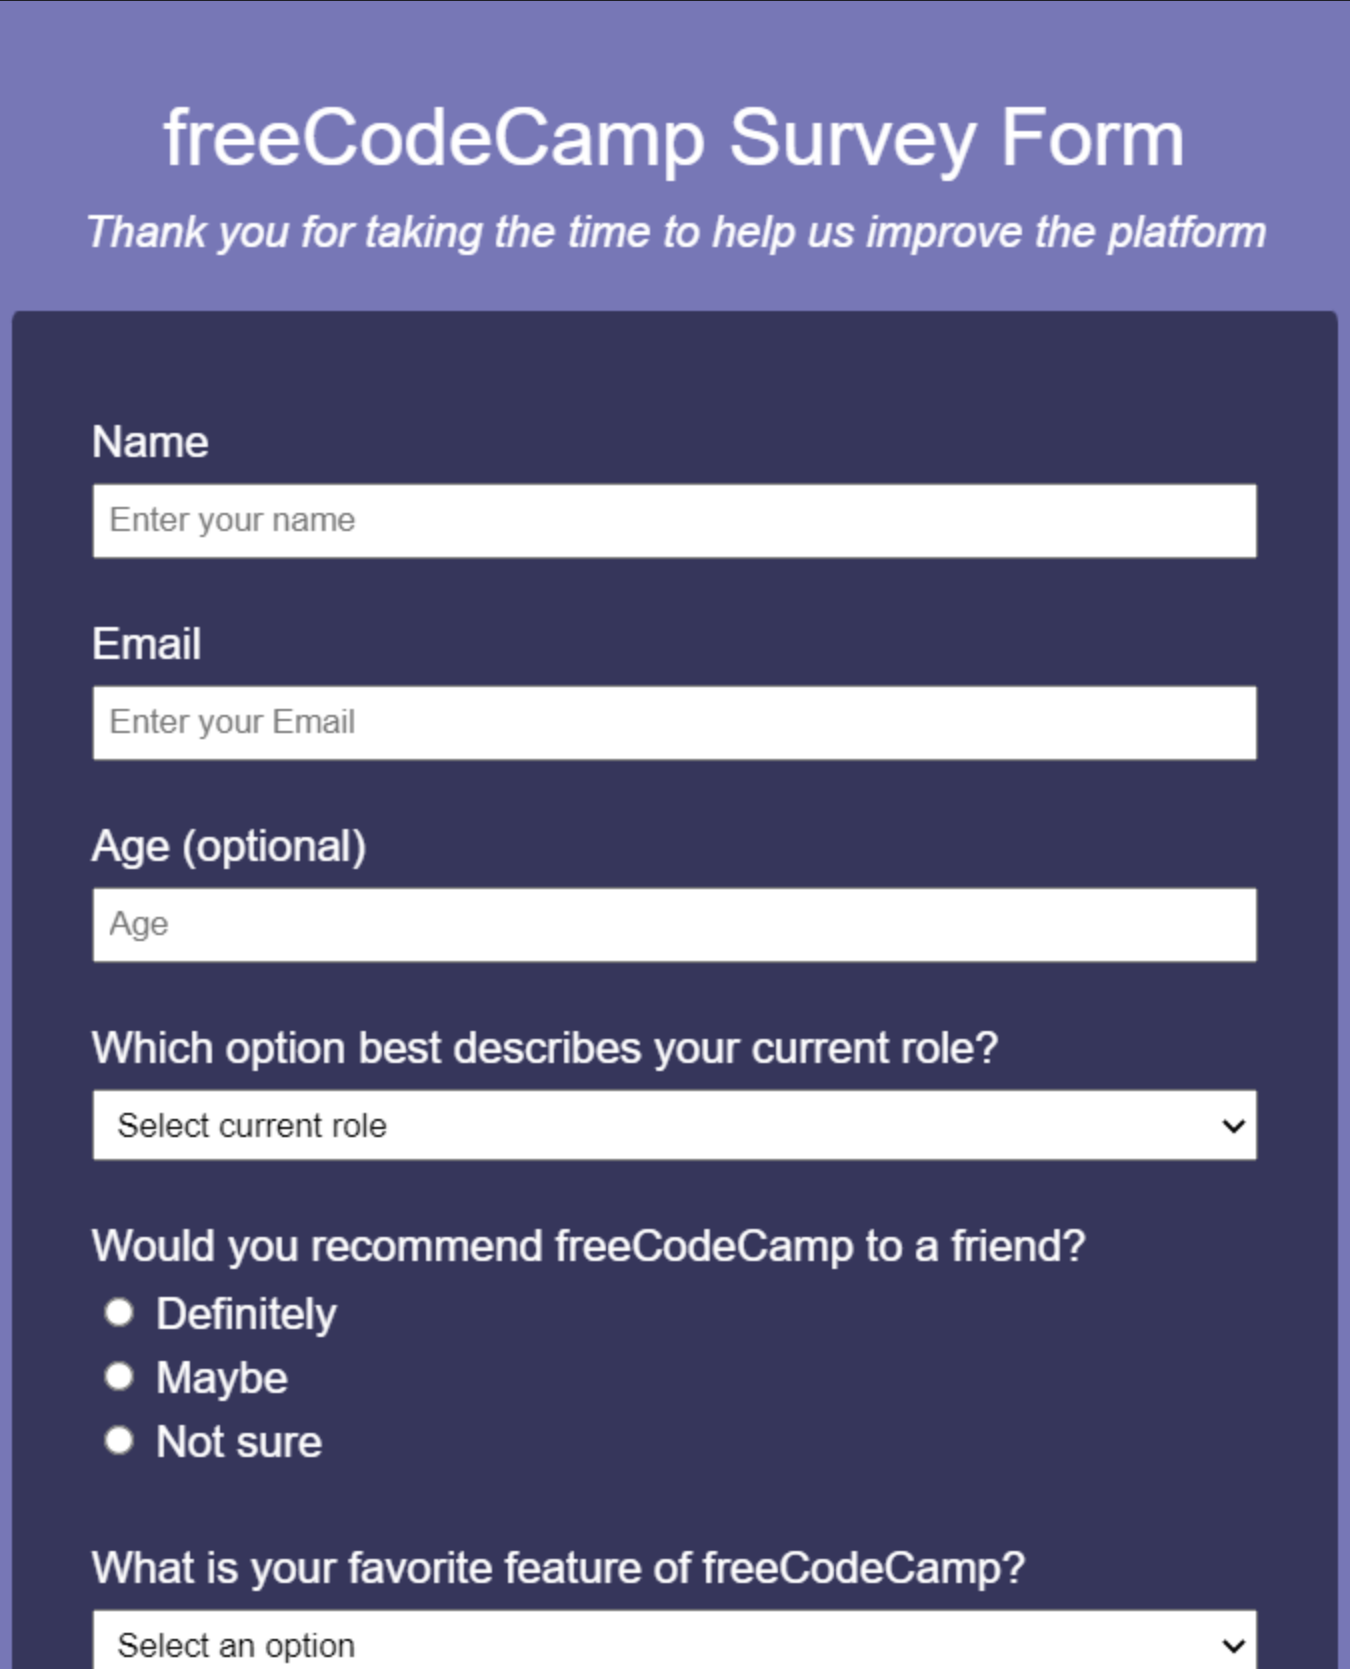 freeCodeCamp Survey Form
Thank you for taking the time to help us improve the platform
Name
Enter your name
Email
Enter your Email
Age (optional)
Age
Which option best describes your current role?
Select current role
Would you recommend freeCodeCamp to a friend?
Definitely
Maybe
Not sure
What is your favorite feature of freeCodeCamp?
Select an option